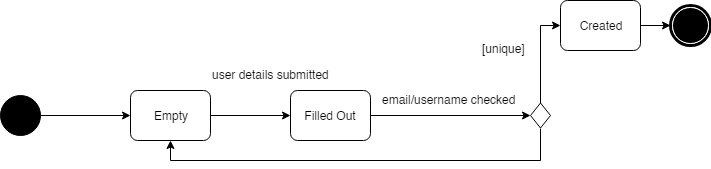 Created
[unique]
user details submitted
email/username checked
Empty
Filled Out